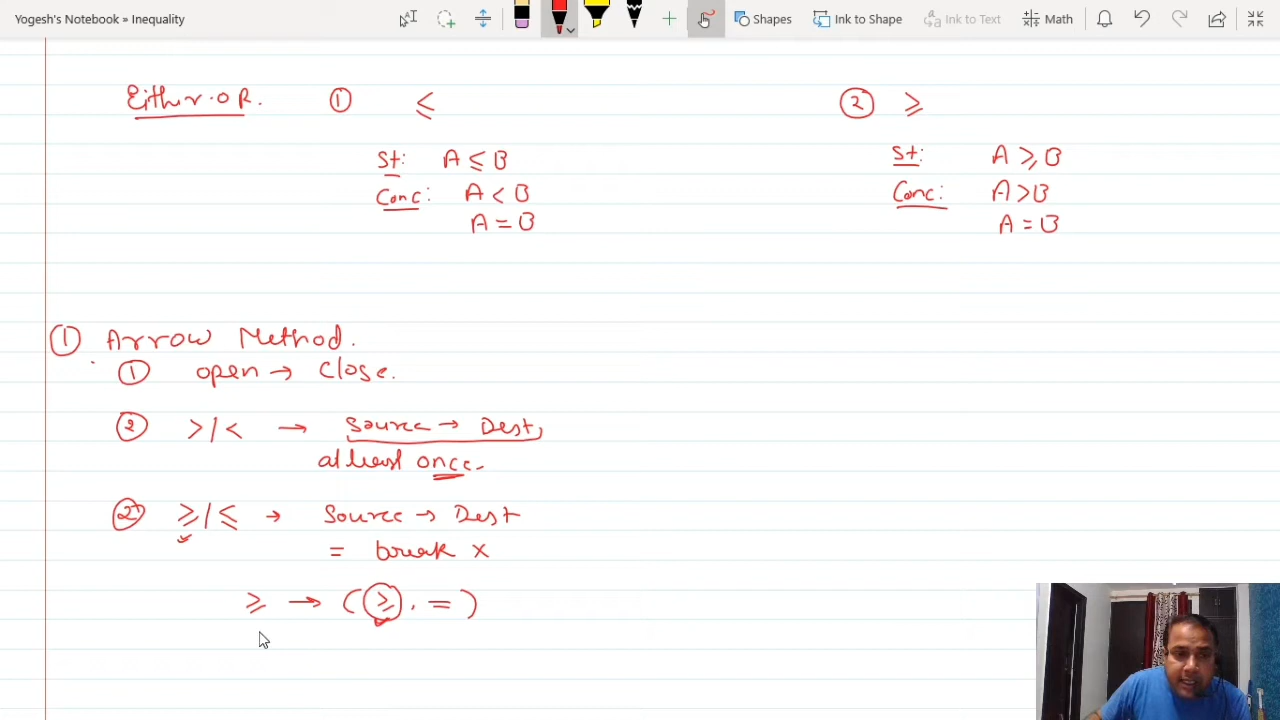 Yogesh's Notebook » Inequality
Shapes Ink to Shape Ink to Text Math
Either.OR. ① ≤
② ≥
St: A ≤ B
Conc: A < B
A = B
St: A ≥ B
Conc: A > B
A = B
① Arrow Method.
① open → Close.
② >/< → Source → Dest,
atleast once.
② ≥/≤ → Source → Dest
= break ×
≥ → (≥, =)